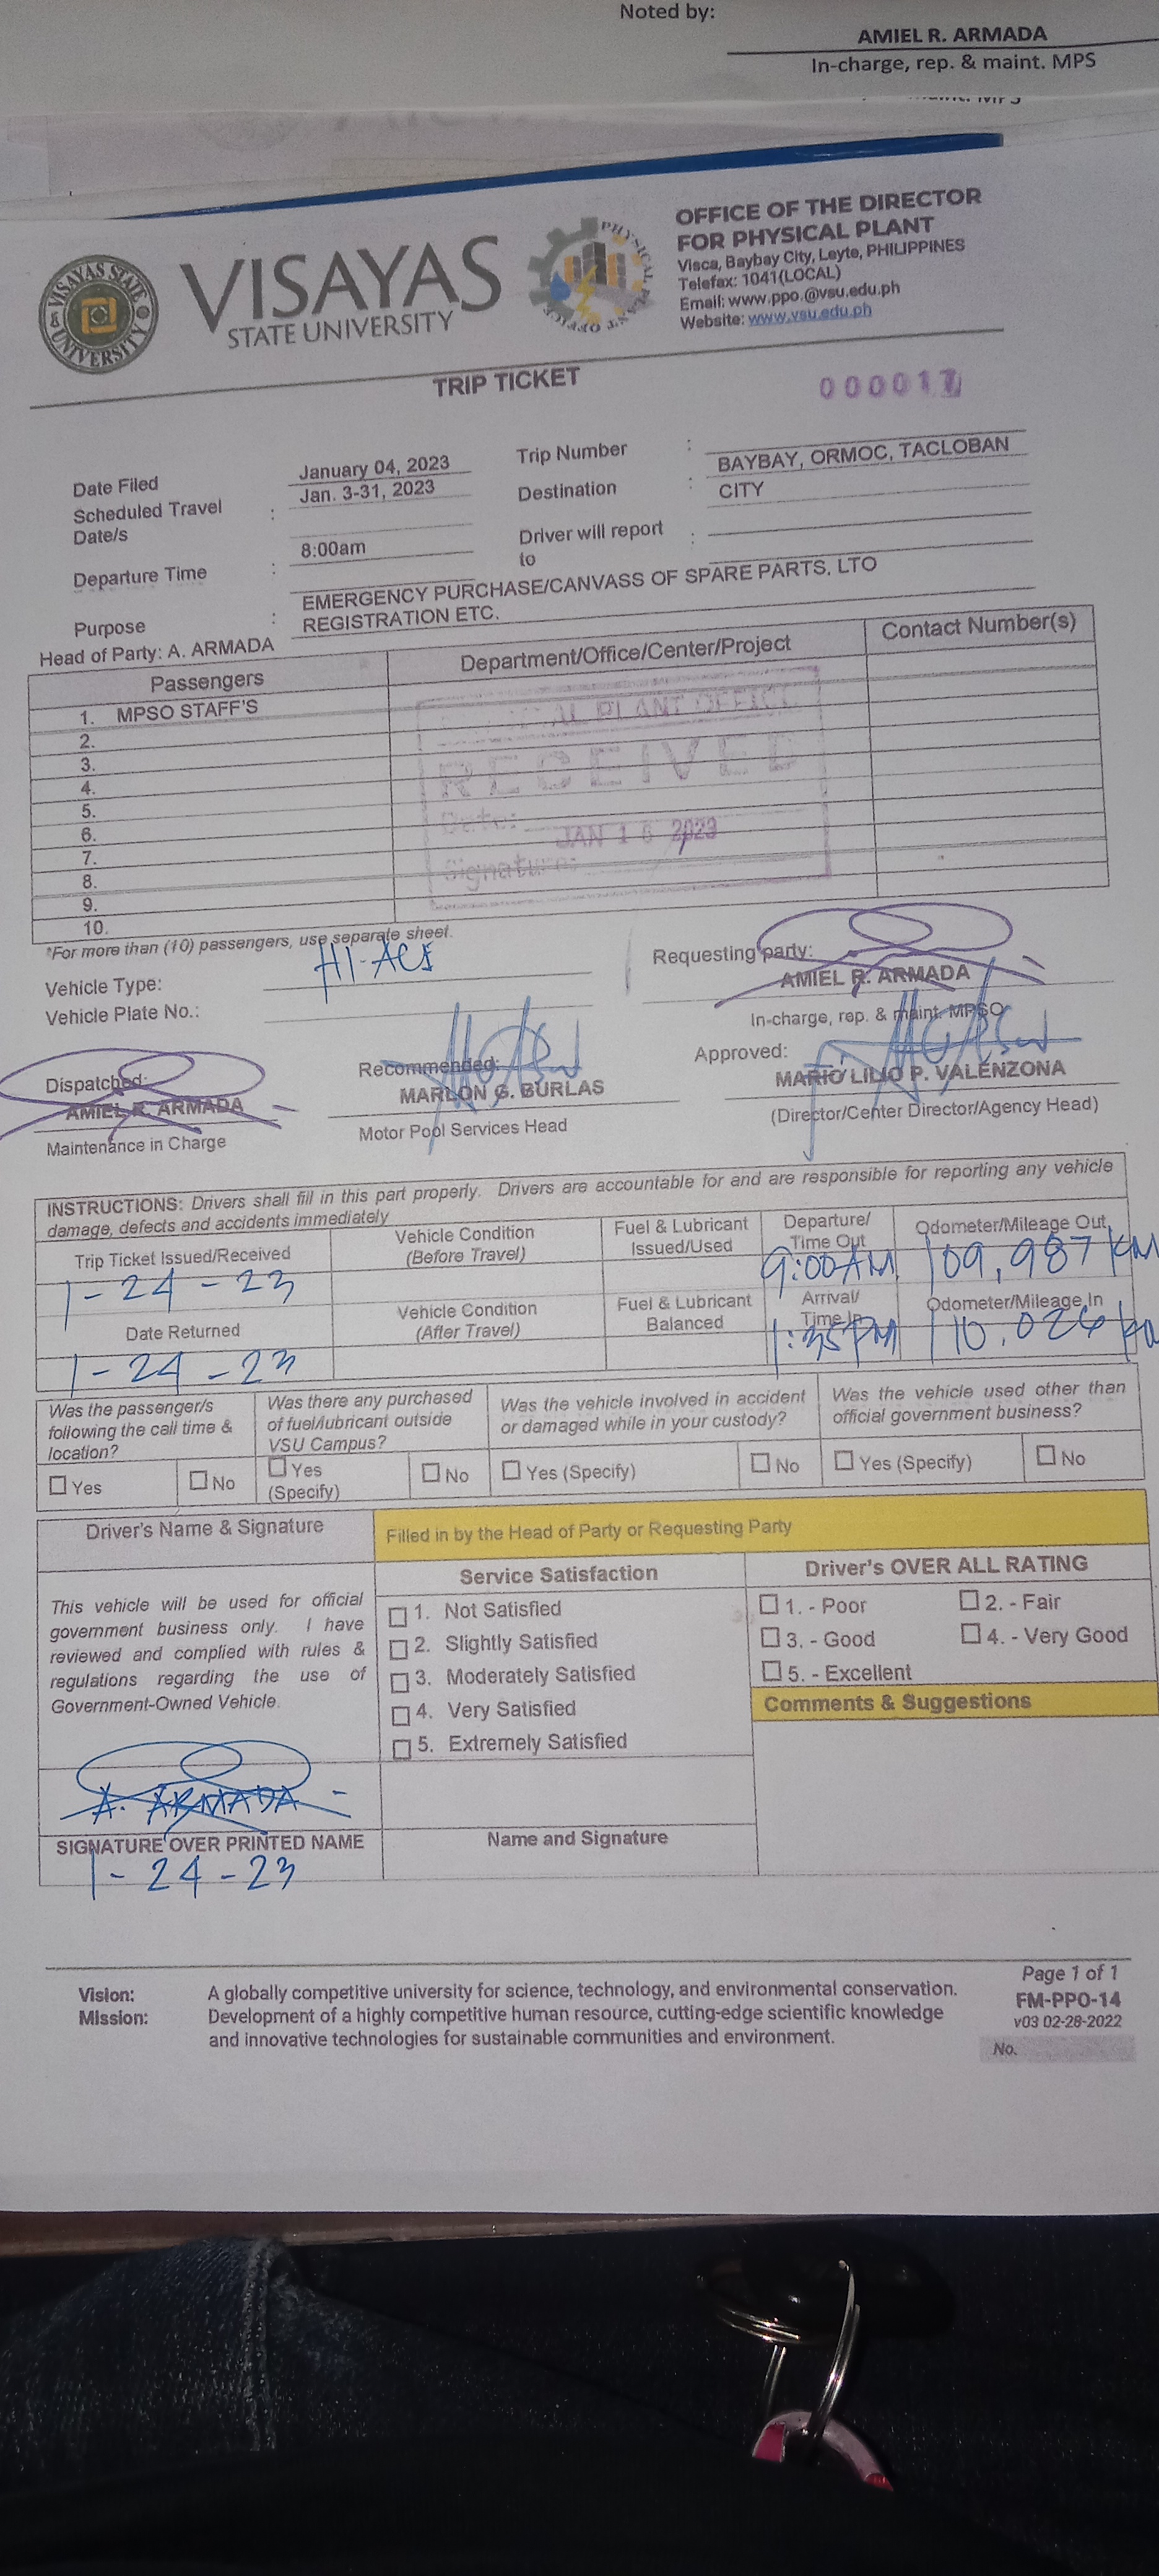 Noted by:
AMIEL R. ARMADA
In-charge, rep. & maint. MPS
VISAYAS STATE UNIVERSITY
VISAYAS
STATE UNIVERSITY
PHYSICAL PLANT OFFICE
OFFICE OF THE DIRECTOR
FOR PHYSICAL PLANT
Visca, Baybay City, Leyte, PHILIPPINES
Telefax: 1041(LOCAL)
Email: www.ppo.@vsu.edu.ph
Website: www.vsu.edu.ph
TRIP TICKET
Date Filed January 04, 2023 Trip Number :
Scheduled Travel Date/s : Jan. 3-31, 2023 Destination : BAYBAY, ORMOC, TACLOBAN CITY
Departure Time : 8:00am Driver will report to :
Purpose : EMERGENCY PURCHASE/CANVASS OF SPARE PARTS, LTO
REGISTRATION ETC.
Head of Party: A. ARMADA
Passengers Department/Office/Center/Project Contact Number(s)
1. MPSO STAFF'S
2.
3.
4.
5.
6.
7.
8.
9.
10.
PLANT OFFICE
RECEIVED
Date: JAN 16 2023
Signature:
*For more than (10) passengers, use separate sheet.
Vehicle Type: HI-ACE
Vehicle Plate No.:
Requesting party:
AMIEL R. ARMADA
In-charge, rep. & maint. MPSO
Dispatched: Recommended: Approved:
AMIEL R. ARMADA MARLON G. BURLAS MARIO LILIO P. VALENZONA
Maintenance in Charge Motor Pool Services Head (Director/Center Director/Agency Head)
INSTRUCTIONS: Drivers shall fill in this part properly. Drivers are accountable for and are responsible for reporting any vehicle
damage, defects and accidents immediately
Trip Ticket Issued/Received Vehicle Condition (Before Travel) Fuel & Lubricant Issued/Used Departure/ Time Out Odometer/Mileage Out
1-24-23 9:00AM 109,987 KM
Date Returned Vehicle Condition (After Travel) Fuel & Lubricant Balanced Arrival/ Time In Odometer/Mileage In
1-24-23 1:35PM
Was the passenger/s following the call time & location?
Was there any purchased of fuel/lubricant outside VSU Campus?
Was the vehicle involved in accident or damaged while in your custody?
Was the vehicle used other than official government business?
Yes No Yes (Specify) No Yes (Specify) No Yes (Specify) No
Driver's Name & Signature Filled in by the Head of Party or Requesting Party
Service Satisfaction Driver's OVER ALL RATING
This vehicle will be used for official
government business only. I have
reviewed and complied with rules &
regulations regarding the use of
Government-Owned Vehicle.
1. Not Satisfied
2. Slightly Satisfied
3. Moderately Satisfied
4. Very Satisfied
5. Extremely Satisfied
1. - Poor 2. - Fair
3. - Good 4. - Very Good
5. - Excellent
Comments & Suggestions
A. ARMADA
SIGNATURE OVER PRINTED NAME Name and Signature
1-24-23
Vision: A globally competitive university for science, technology, and environmental conservation.
Mission: Development of a highly competitive human resource, cutting-edge scientific knowledge
and innovative technologies for sustainable communities and environment.
Page 1 of 1
FM-PPO-14
v03 02-28-2022
No.